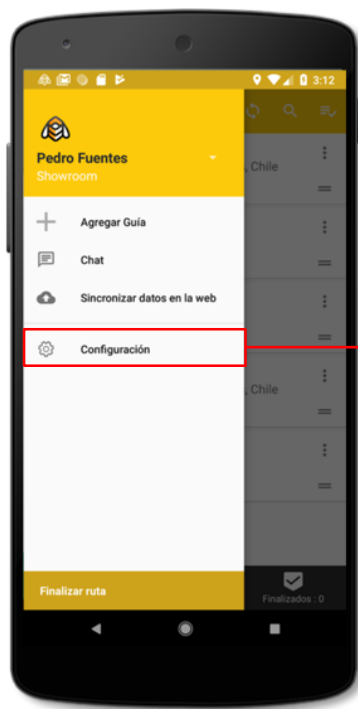 3:12
Pedro Fuentes
Showroom
, Chile
Agregar Guía
Chat
Sincronizar datos en la web
Configuración
, Chile
Finalizar ruta
Finalizados : 0